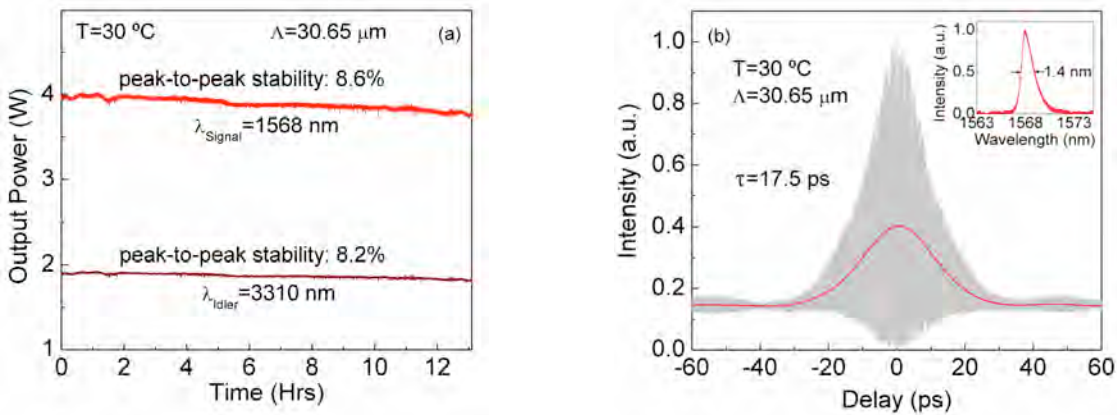 T=30 ºC Λ=30.65 μm (a)
peak-to-peak stability: 8.6%
λSignal=1568 nm
peak-to-peak stability: 8.2%
λIdler=3310 nm
Output Power (W)
4
3
2
1
0 2 4 6 8 10 12
Time (Hrs)
(b)
T=30 ºC
Λ=30.65 μm
τ=17.5 ps
Intensity (a.u.)
1.0
0.8
0.6
0.4
0.2
0.0
-60 -40 -20 0 20 40 60
Delay (ps)
Intensity (a.u.)
1.0
0.5
0.0
1.4 nm
1563 1568 1573
Wavelength (nm)